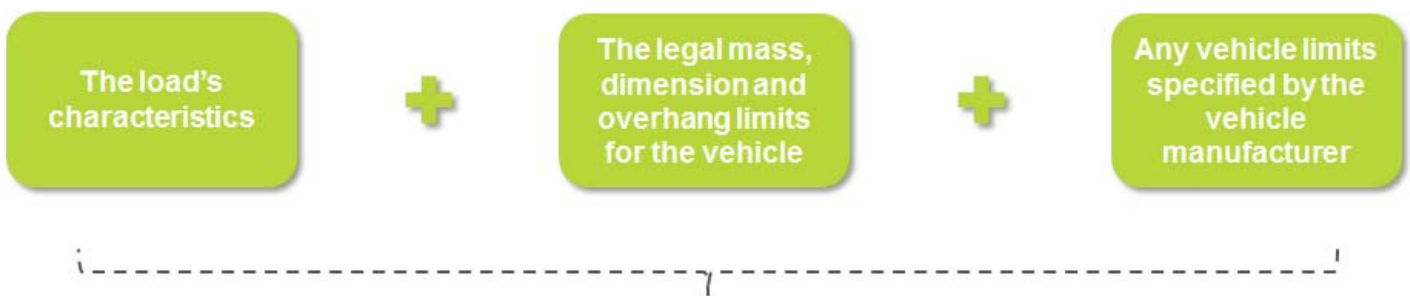 The load’s
characteristics
The legal mass,
dimension and
overhang limits
for the vehicle
Any vehicle limits
specified by the
vehicle
manufacturer